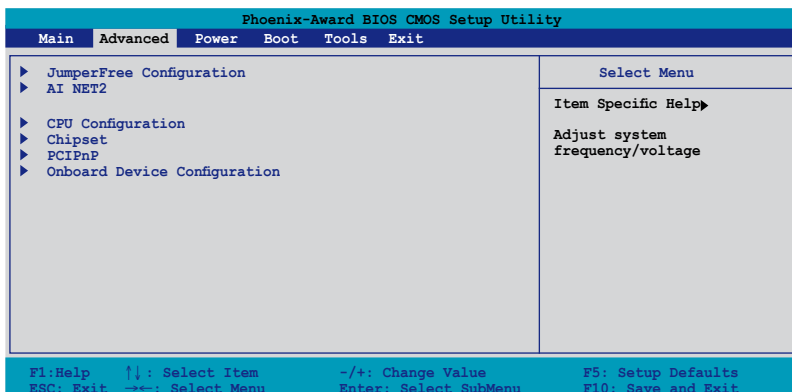 Phoenix-Award BIOS CMOS Setup Utility
Main Advanced Power Boot Tools Exit
JumperFree Configuration
AI NET2
CPU Configuration
Chipset
PCIPnP
Onboard Device Configuration
Select Menu
Item Specific Help
Adjust system
frequency/voltage
F1:Help ↑↓: Select Item -/+: Change Value F5: Setup Defaults
ESC: Exit →←: Select Menu Enter: Select SubMenu F10: Save and Exit